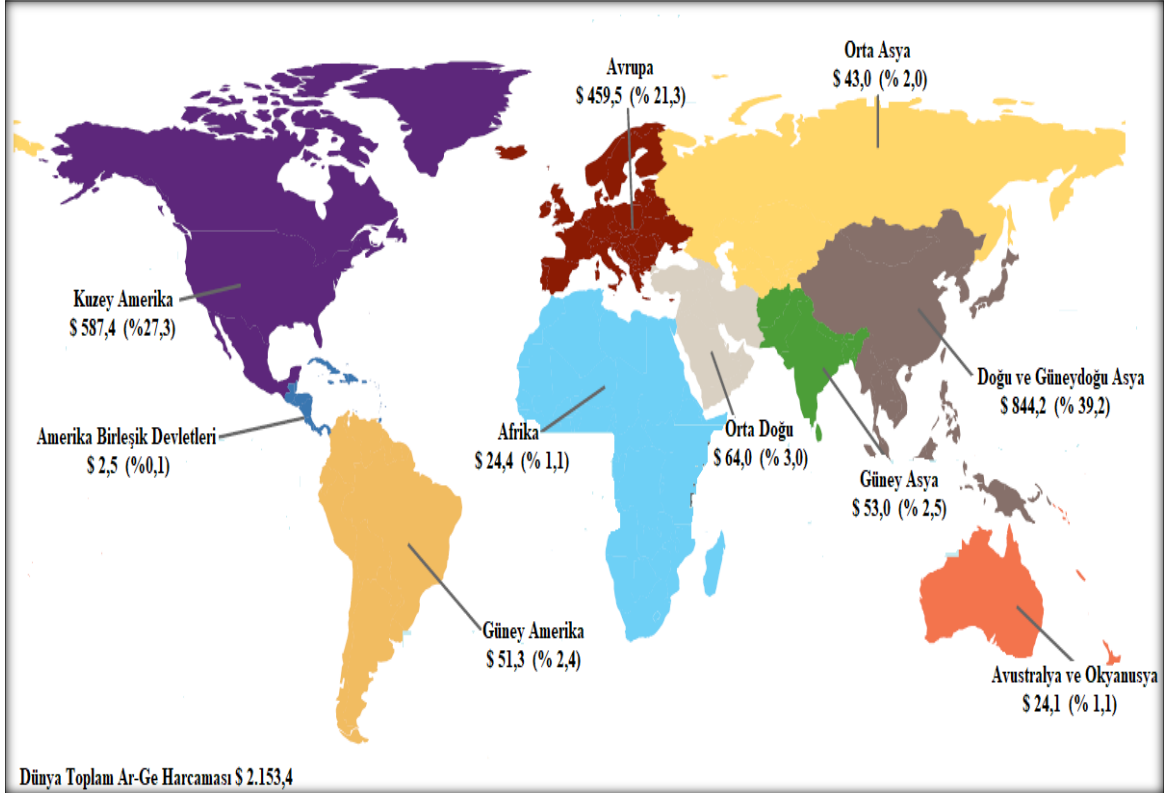 Orta Asya
$ 43,0 (% 2,0)
Avrupa
$ 459,5 (% 21,3)
Kuzey Amerika
$ 587,4 (%27,3)
Doğu ve Güneydoğu Asya
$ 844,2 (% 39,2)
Amerika Birleşik Devletleri
$ 2,5 (%0,1)
Afrika
$ 24,4 (% 1,1)
Orta Doğu
$ 64,0 (% 3,0)
Güney Asya
$ 53,0 (% 2,5)
Güney Amerika
$ 51,3 (% 2,4)
Avustralya ve Okyanusya
$ 24,1 (% 1,1)
Dünya Toplam Ar-Ge Harcaması $ 2.153,4